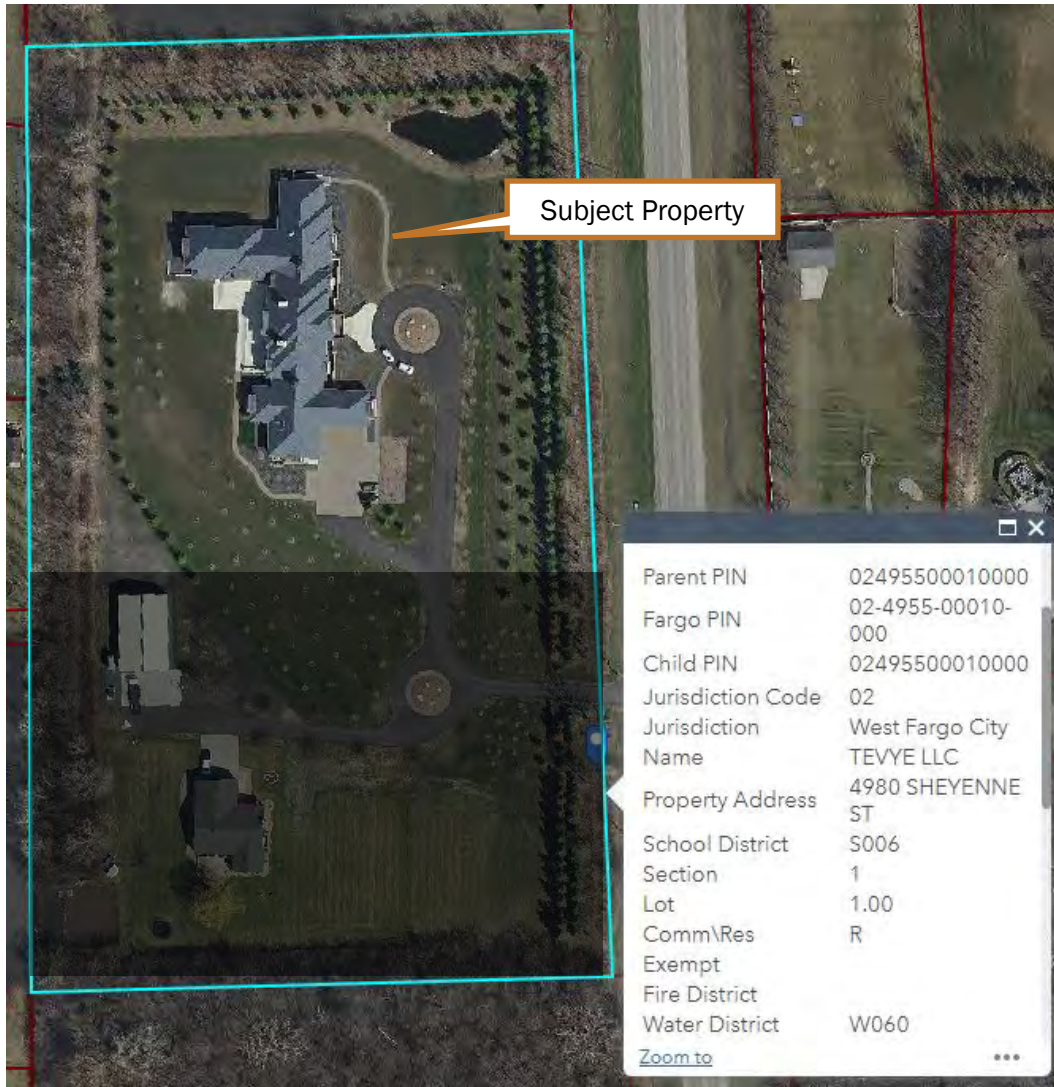 Subject Property
Parent PIN 02495500010000
Fargo PIN 02-4955-00010-
000
Child PIN 02495500010000
Jurisdiction Code 02
Jurisdiction West Fargo City
Name TEVYE LLC
Property Address 4980 SHEYENNE
ST
School District S006
Section 1
Lot 1.00
Comm\Res R
Exempt
Fire District
Water District W060
Zoom to